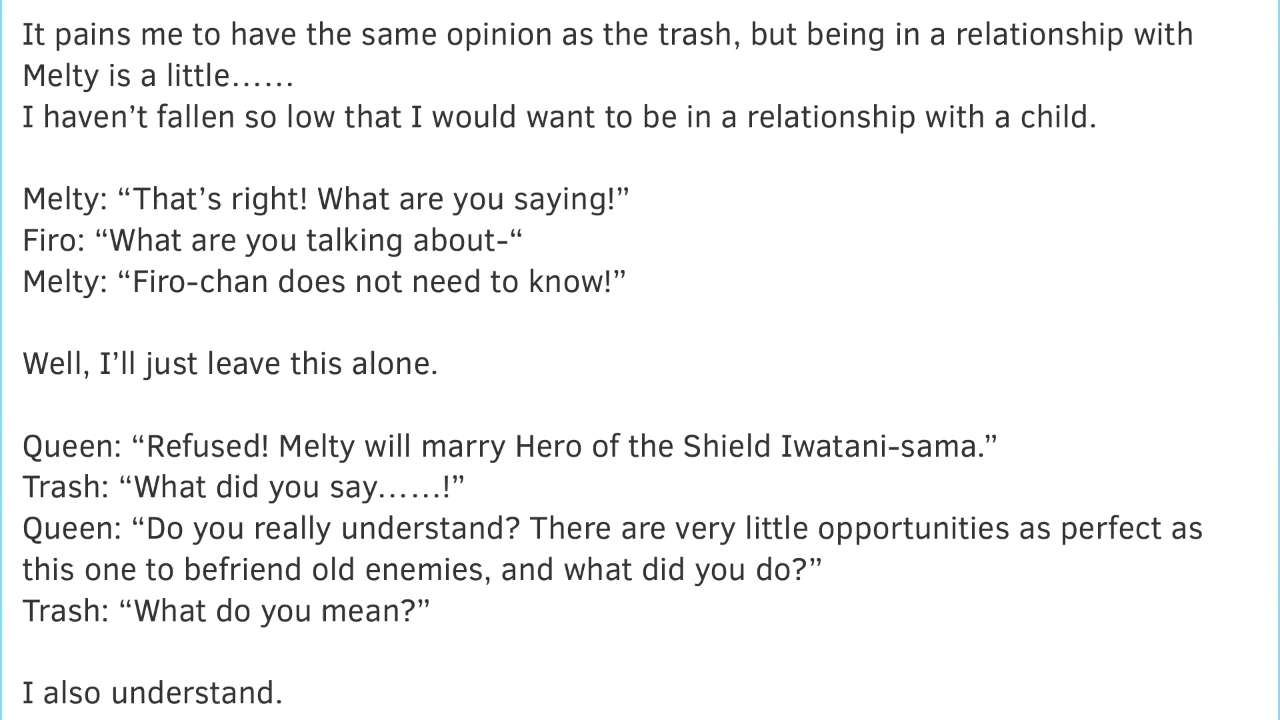 It pains me to have the same opinion as the trash, but being in a relationship with
Melty is a little……
I haven’t fallen so low that I would want to be in a relationship with a child.
Melty: “That’s right! What are you saying!”
Firo: “What are you talking about-“
Melty: “Firo-chan does not need to know!”
Well, I’ll just leave this alone.
Queen: “Refused! Melty will marry Hero of the Shield Iwatani-sama.”
Trash: “What did you say……!”
Queen: “Do you really understand? There are very little opportunities as perfect as
this one to befriend old enemies, and what did you do?”
Trash: “What do you mean?”
I also understand.